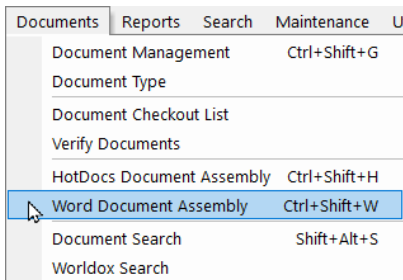 Documents Reports Search Maintenance U
Document Management Ctrl+Shift+G
Document Type
Document Checkout List
Verify Documents
HotDocs Document Assembly Ctrl+Shift+H
Word Document Assembly Ctrl+Shift+W
Document Search Shift+Alt+S
Worldox Search